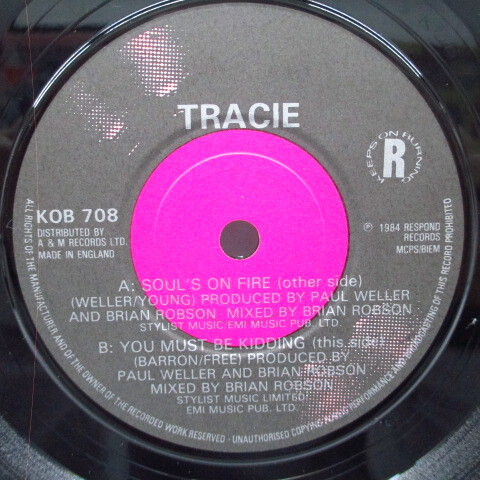 TRACIE
KEEPS ON BURNING
R
KOB 708
DISTRIBUTED BY
A & M RECORDS LTD.
MADE IN ENGLAND
℗ 1984 RESPOND
RECORDS
MCPS/BIEM
A: SOUL'S ON FIRE (other side)
(WELLER/YOUNG) PRODUCED BY PAUL WELLER
AND BRIAN ROBSON MIXED BY BRIAN ROBSON
STYLIST MUSIC/EMI MUSIC PUB. LTD.
B: YOU MUST BE KIDDING (this side)
(BARRON/FREE) PRODUCED BY
PAUL WELLER AND BRIAN ROBSON
MIXED BY BRIAN ROBSON
STYLIST MUSIC LIMITED/
EMI MUSIC PUB. LTD.
ALL RIGHTS OF THE MANUFACTURER AND OF THE OWNER OF THE RECORDED WORK RESERVED - UNAUTHORISED COPYING PUBLIC PERFORMANCE AND BROADCASTING OF THIS RECORD PROHIBITED